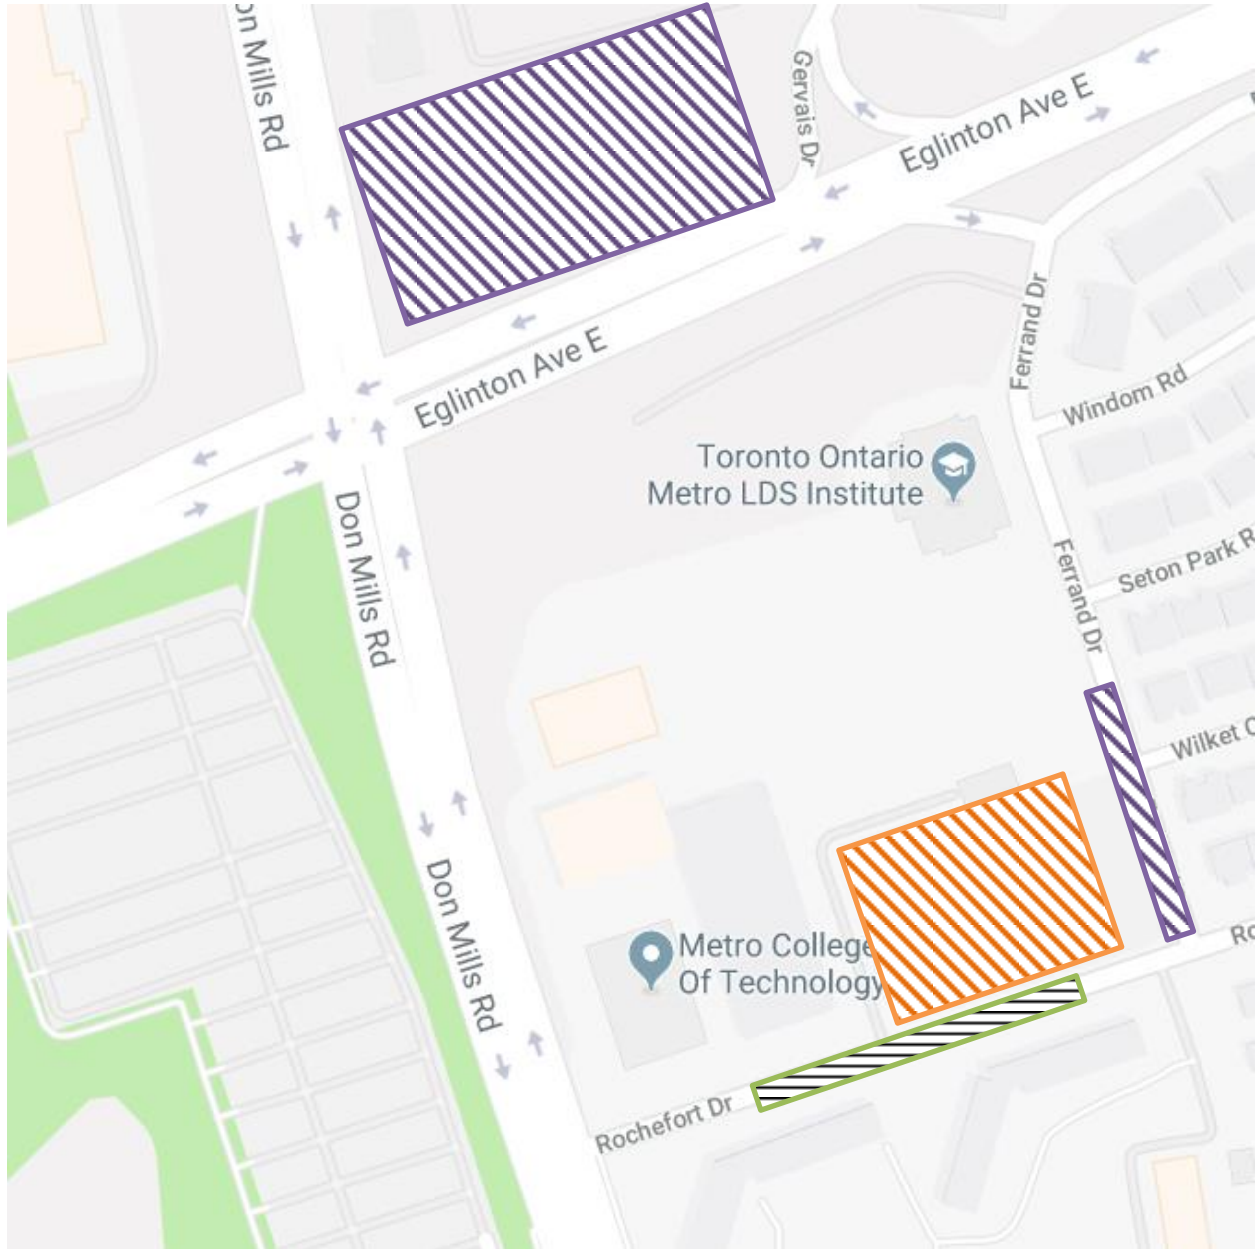 on Mills Rd
Gervais Dr
Eglinton Ave E
Eglinton Ave E
Ferrand Dr
Windom Rd
Toronto Ontario
Metro LDS Institute
Don Mills Rd
Ferrand Dr
Seton Park R
Wilket C
Don Mills Rd
Metro College
Of Technology
Ro
Rochefort Dr